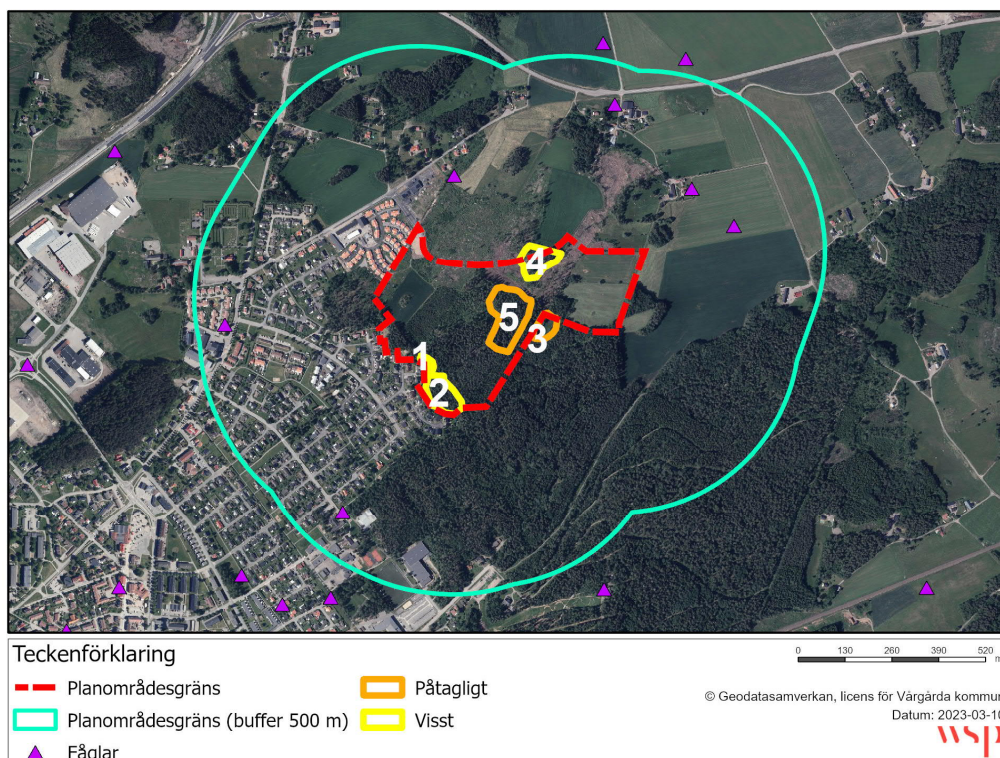 4
5
3
1
2
Teckenförklaring
Planområdesgräns
Påtagligt
Planområdesgräns (buffer 500 m)
Visst
Fåglar
0 130 260 390 520
m
© Geodatasamverkan, licens för Vårgårda kommun
Datum: 2023-03-10
wsp